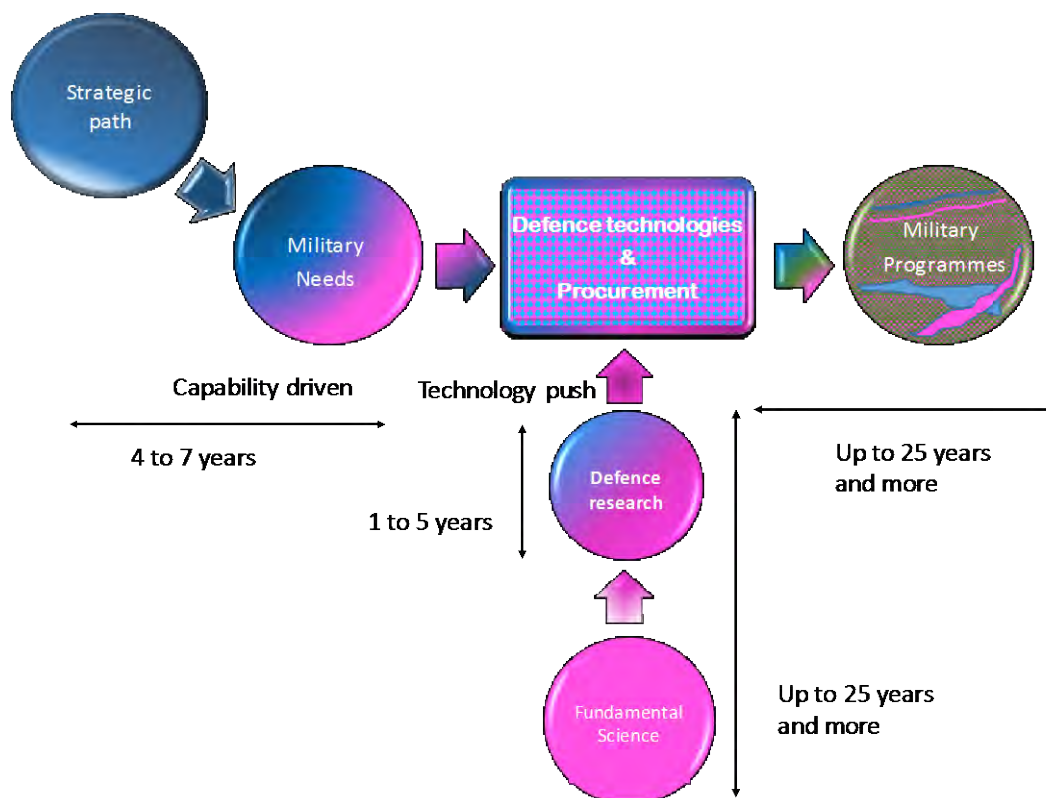 Strategic
path
Military
Needs
Defence technologies
&
Procurement
Military
Programmes
Capability driven
Technology push
4 to 7 years
Up to 25 years
and more
Defence
research
1 to 5 years
Fundamental
Science
Up to 25 years
and more